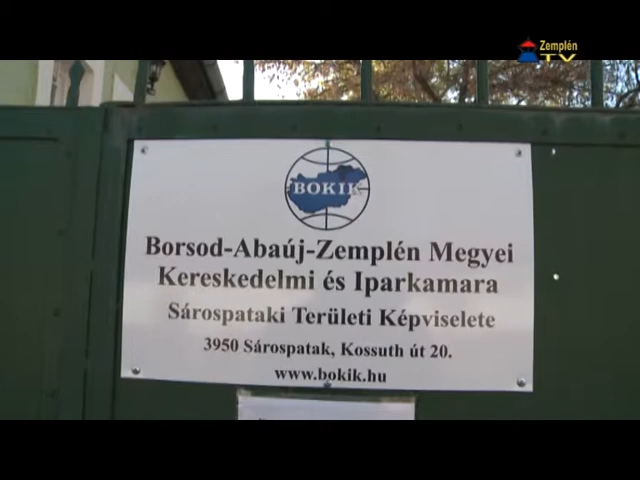 Zemplén
TV
BOKIK
Borsod-Abaúj-Zemplén Megyei
Kereskedelmi és Iparkamara
Sárospataki Területi Képviselete
3950 Sárospatak, Kossuth út 20.
www.bokik.hu